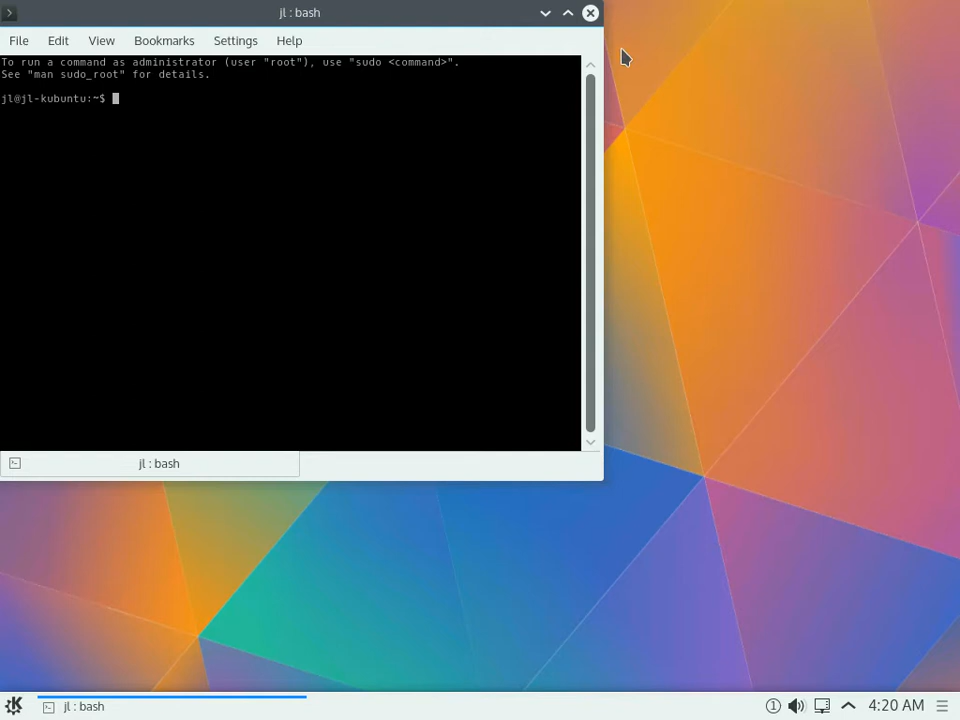 jl : bash
File Edit View Bookmarks Settings Help
To run a command as administrator (user "root"), use "sudo <command>".
See "man sudo_root" for details.
jl@jl-kubuntu:~$
jl : bash
jl : bash
1
4:20 AM